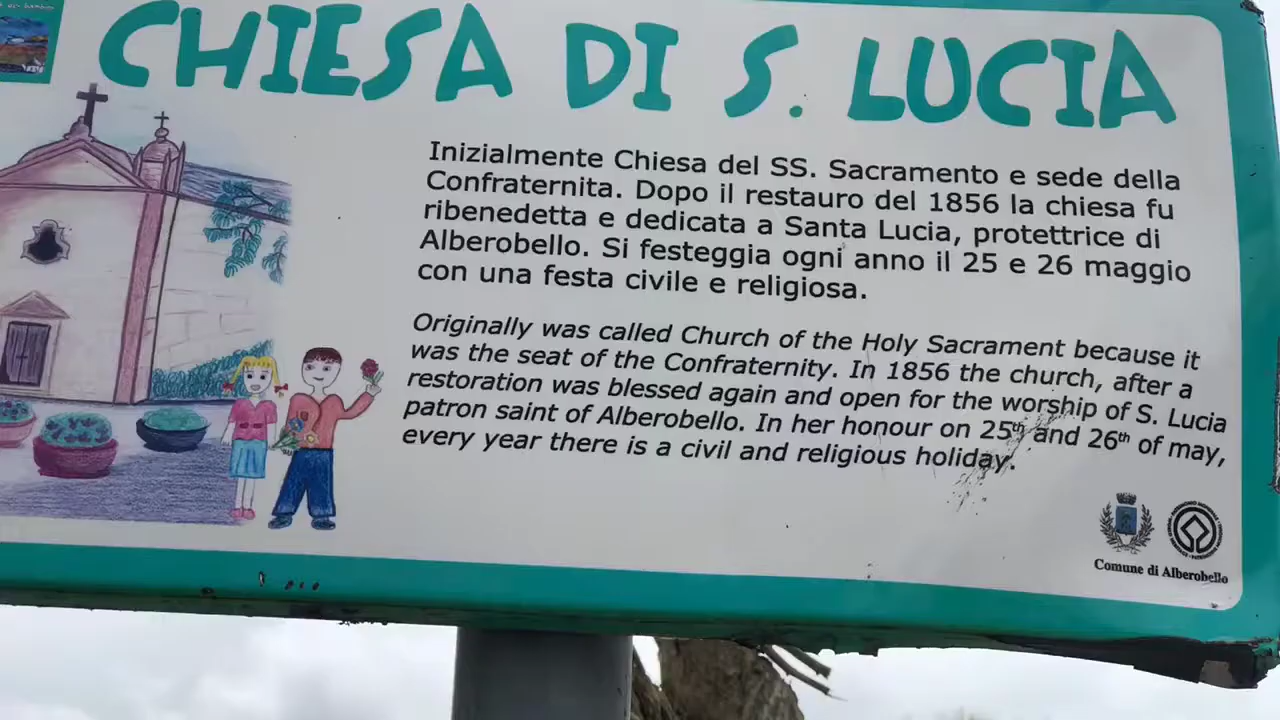 CHIESA DI S. LUCIA
Inizialmente Chiesa del SS. Sacramento e sede della
Confraternita. Dopo il restauro del 1856 la chiesa fu
ribenedetta e dedicata a Santa Lucia, protettrice di
Alberobello. Si festeggia ogni anno il 25 e 26 maggio
con una festa civile e religiosa.
Originally was called Church of the Holy Sacrament because it
was the seat of the Confraternity. In 1856 the church, after a
restoration was blessed again and open for the worship of S. Lucia
patron saint of Alberobello. In her honour on 25th and 26th of may,
every year there is a civil and religious holiday.
Comune di Alberobello